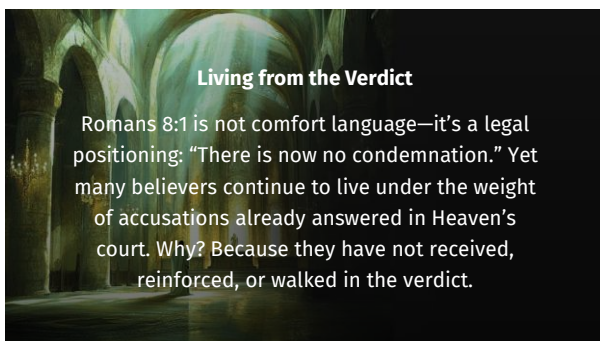 Living from the Verdict
Romans 8:1 is not comfort language—it’s a legal
positioning: “There is now no condemnation.” Yet
many believers continue to live under the weight
of accusations already answered in Heaven’s
court. Why? Because they have not received,
reinforced, or walked in the verdict.